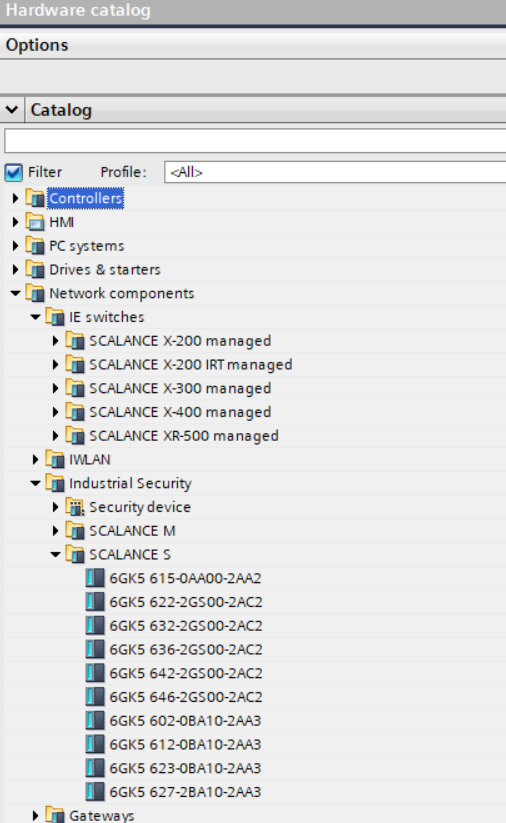 Hardware catalog
Options
Catalog
Filter Profile: <All>
Controllers
HMI
PC systems
Drives & starters
Network components
IE switches
SCALANCE X-200 managed
SCALANCE X-200 IRT managed
SCALANCE X-300 managed
SCALANCE X-400 managed
SCALANCE XR-500 managed
IWLAN
Industrial Security
Security device
SCALANCE M
SCALANCE S
6GK5 615-0AA00-2AA2
6GK5 622-2GS00-2AC2
6GK5 632-2GS00-2AC2
6GK5 636-2GS00-2AC2
6GK5 642-2GS00-2AC2
6GK5 646-2GS00-2AC2
6GK5 602-0BA10-2AA3
6GK5 612-0BA10-2AA3
6GK5 623-0BA10-2AA3
6GK5 627-2BA10-2AA3
Gateways